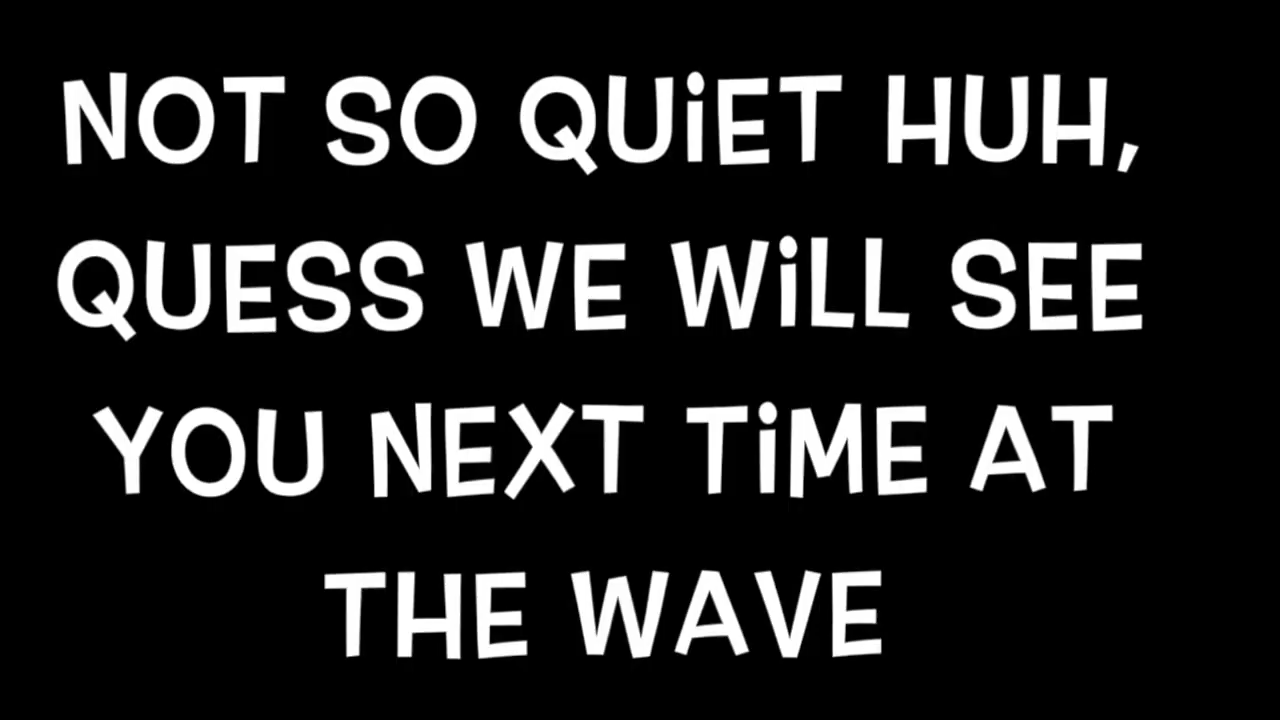 NOT SO QUiET HUH,
QUESS WE WiLL SEE
YOU NEXT TiME AT
THE WAVE